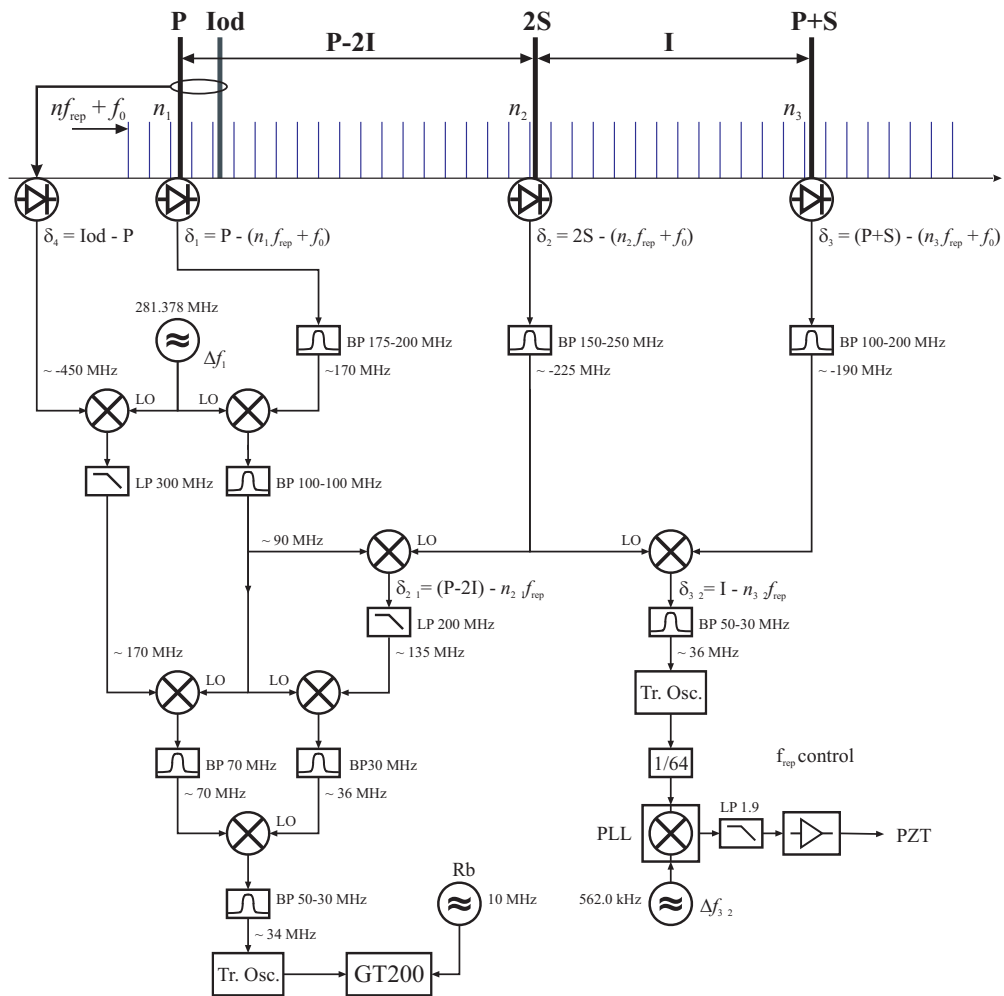 P Iod 2S P+S
P-2I I
nf_rep + f_0 n_1 n_2 n_3
δ_4 = Iod - P δ_1 = P - (n_1 f_rep + f_0) δ_2 = 2S - (n_2 f_rep + f_0) δ_3 = (P+S) - (n_3 f_rep + f_0)
281.378 MHz
Δf_1
BP 175-200 MHz BP 150-250 MHz BP 100-200 MHz
~ -450 MHz ~170 MHz ~ -225 MHz ~ -190 MHz
LO LO
LP 300 MHz BP 100-100 MHz
~ 90 MHz LO LO
δ_2 1 = (P-2I) - n_2 1 f_rep δ_3 2 = I - n_3 2 f_rep
LP 200 MHz BP 50-30 MHz
~ 170 MHz ~ 135 MHz ~ 36 MHz
LO LO Tr. Osc.
BP 70 MHz BP30 MHz 1/64 f_rep control
~ 70 MHz ~ 36 MHz
LO PLL LP 1.9 PZT
Rb
BP 50-30 MHz 10 MHz 562.0 kHz Δf_3 2
~ 34 MHz
Tr. Osc. GT200